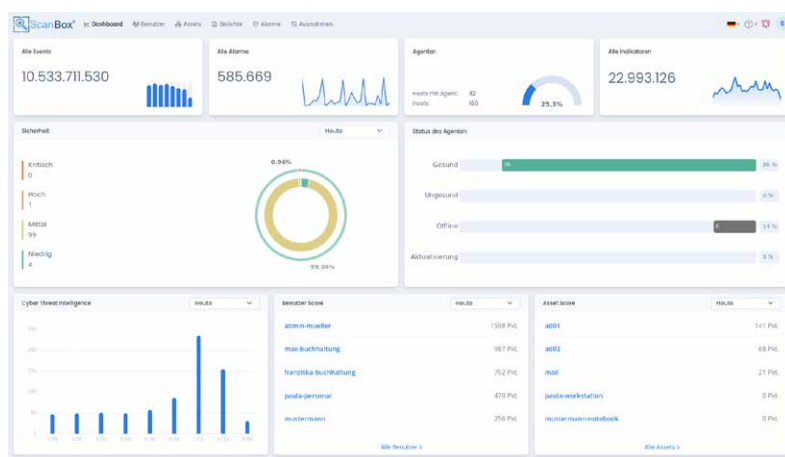 ScanBox®
Dashboard Benutzer Assets Berichte Alarme Ausnahmen
Alle Events
10.533.711.530
Alle Alarme
585.669
Agenten
Hosts mit Agent: 42
Hosts: 165
25.3%
Alle Indikatoren
22.993.126
Sicherheit
Heute
Kritisch
0
Hoch
1
Mittel
99
Niedrig
4
0.96%
99.04%
Status des Agenten
Gesund
86 %
Ungesund
0 %
Offline
14 %
Aktualisierung
0 %
Cyber Threat Intelligence
Heute
Benutzer Score
Heute
admin-mueller 1598 Pkt.
max-buchhaltung 987 Pkt.
franziska-buchhaltung 752 Pkt.
paula-personal 470 Pkt.
mustermann 256 Pkt.
Alle Benutzer >
Asset Score
Heute
ad01 541 Pkt.
ad02 68 Pkt.
mail 21 Pkt.
paula-workstation 0 Pkt.
mustermann-notebook 0 Pkt.
Alle Assets >